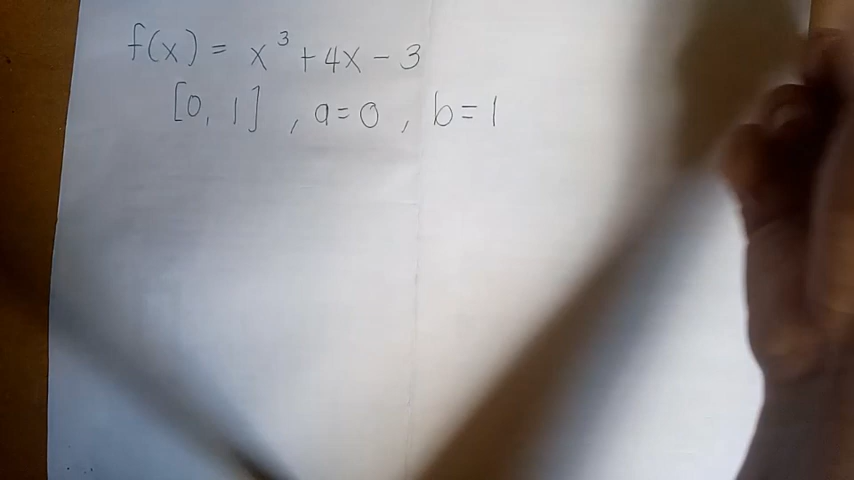 f(x) = x³ + 4x - 3
[0, 1] , a = 0 , b = 1